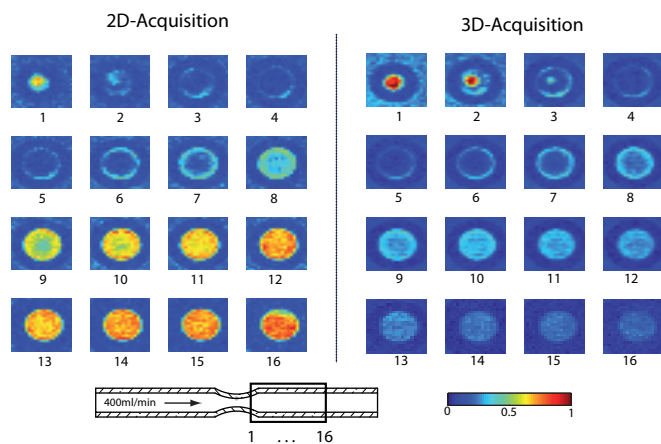 2D-Acquisition 3D-Acquisition
1 2 3 4 1 2 3 4
5 6 7 8 5 6 7 8
9 10 11 12 9 10 11 12
13 14 15 16 13 14 15 16
400ml/min
1 ... 16
0 0.5 1